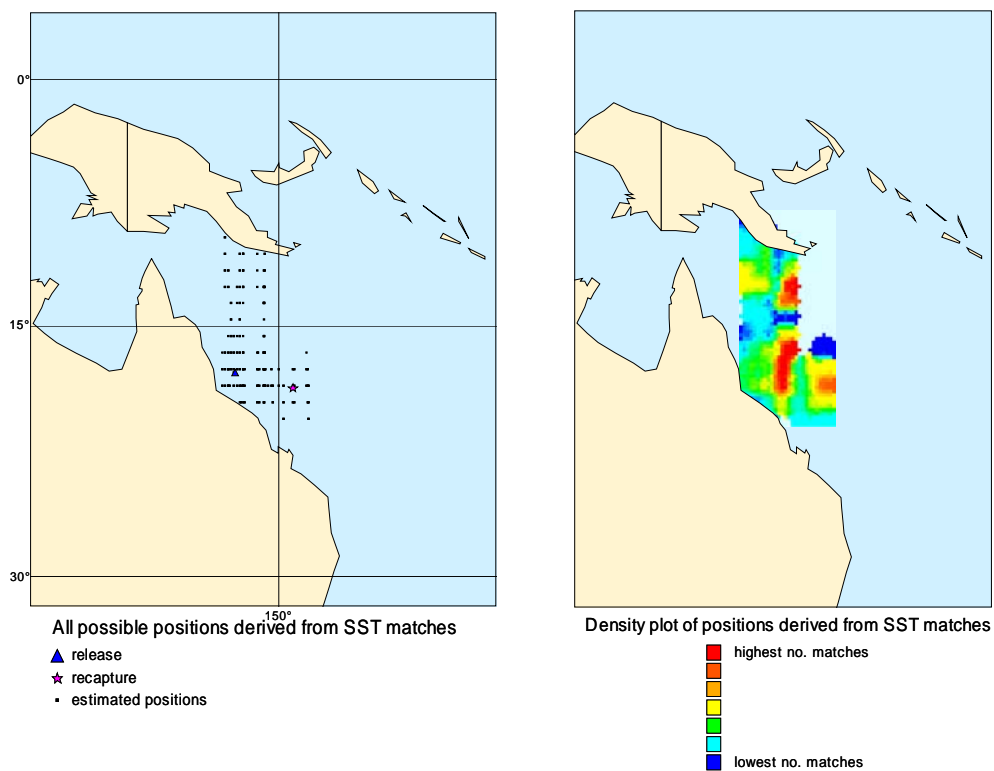 0°
15°
30°
150°
All possible positions derived from SST matches
release
recapture
estimated positions
Density plot of positions derived from SST matches
highest no. matches
lowest no. matches